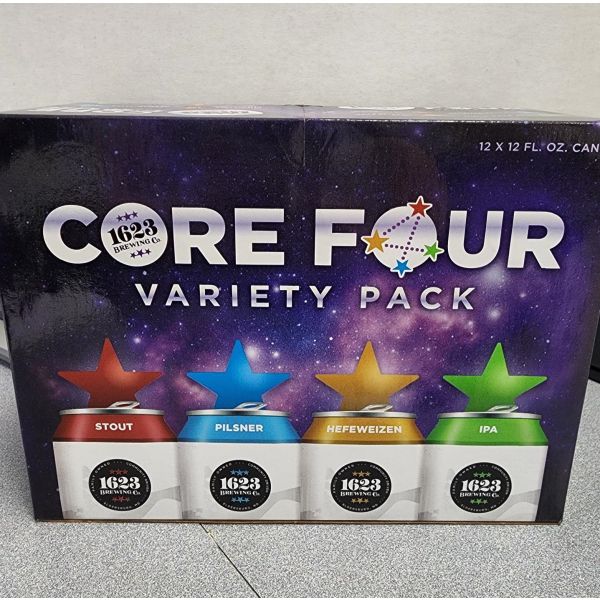 12 X 12 FL. OZ. CAN
CORE FOUR
1623
BREWING Co.
VARIETY PACK
STOUT
PILSNER
HEFEWEIZEN
IPA
1623
BREWING Co.
1623
BREWING Co.
1623
BREWING Co.
1623
BREWING Co.